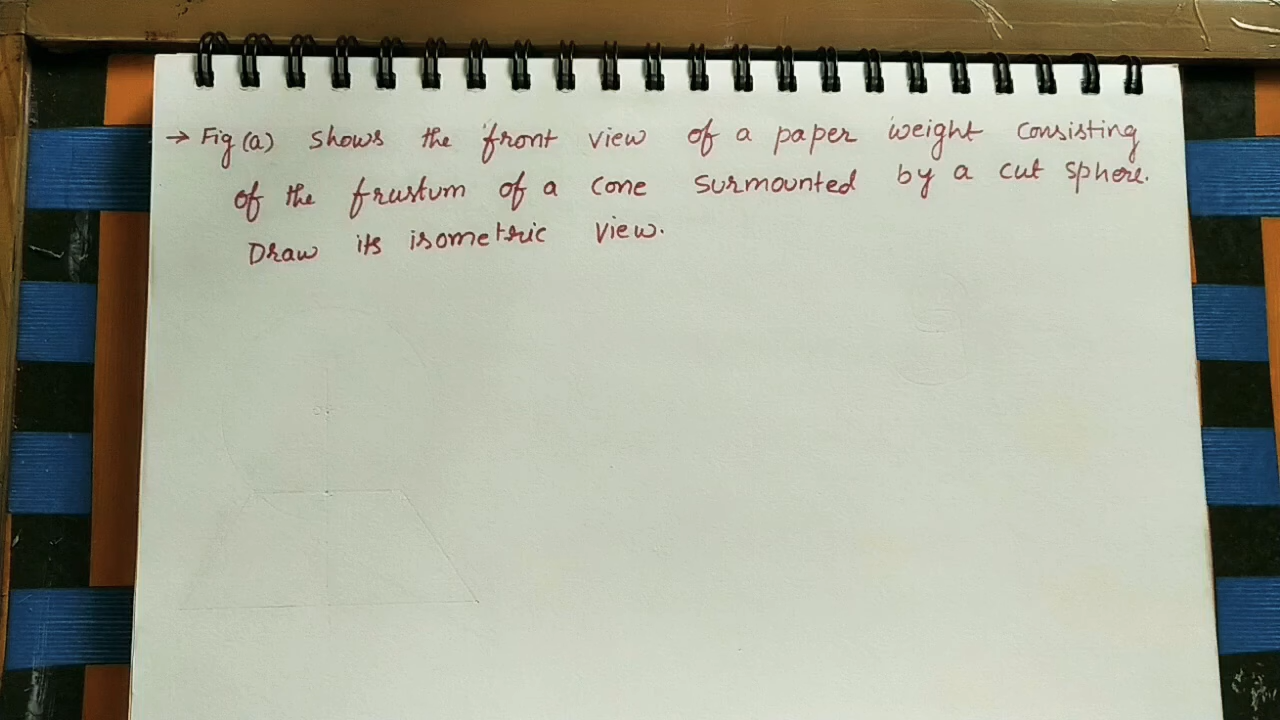 → Fig (a) shows the front view of a paper weight consisting
of the frustum of a cone surmounted by a cut sphere.
Draw its isometric view.